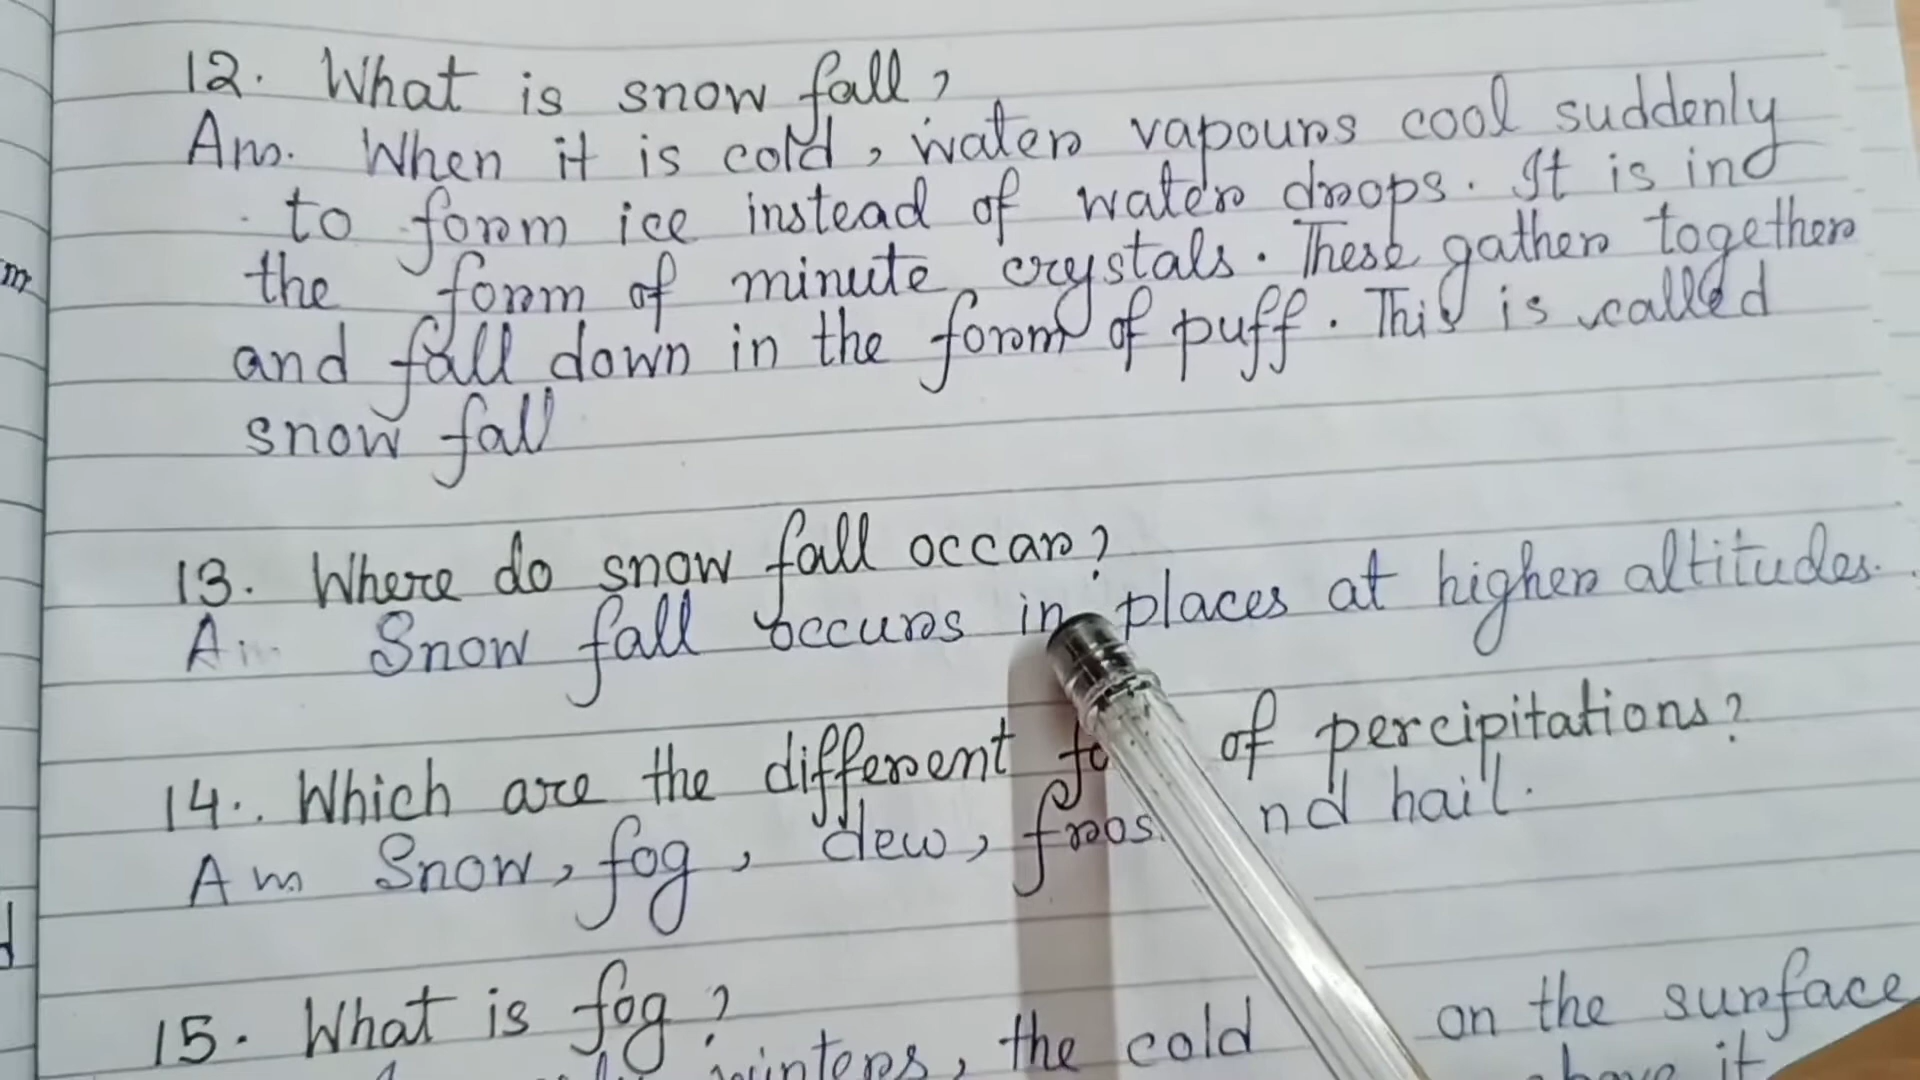 12. What is snow fall?
Ans. When it is cold, water vapours cool suddenly
to form ice instead of water drops. It is in
the form of minute crystals. These gather together
and fall down in the form of puff. This is called
snow fall
13. Where do snow fall occar?
An Snow fall occurs in places at higher altitudes.
14. Which are the different of percipitations?
Ans Snow, fog, dew, hail.
15. What is fog?
winters, the cold on the surface
above it